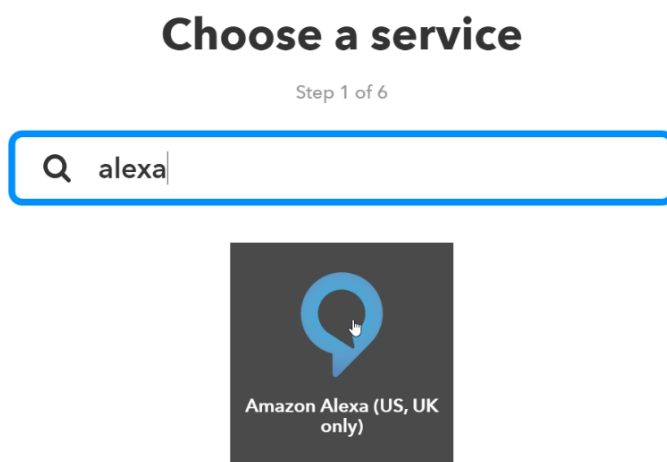 Choose a service
Step 1 of 6
alexa
Amazon Alexa (US, UK
only)